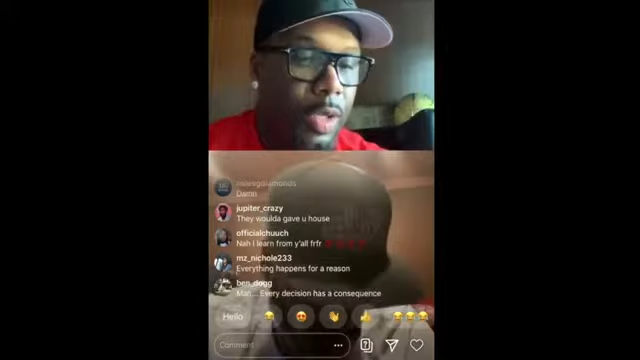 Damn
jupiter_crazy
They woulda gave u house
officialchuuch
Nah I learn from y'all frfr
mz_nichole233
Everything happens for a reason
ben_dogg
Man... Every decision has a consequence
Hello
Comment